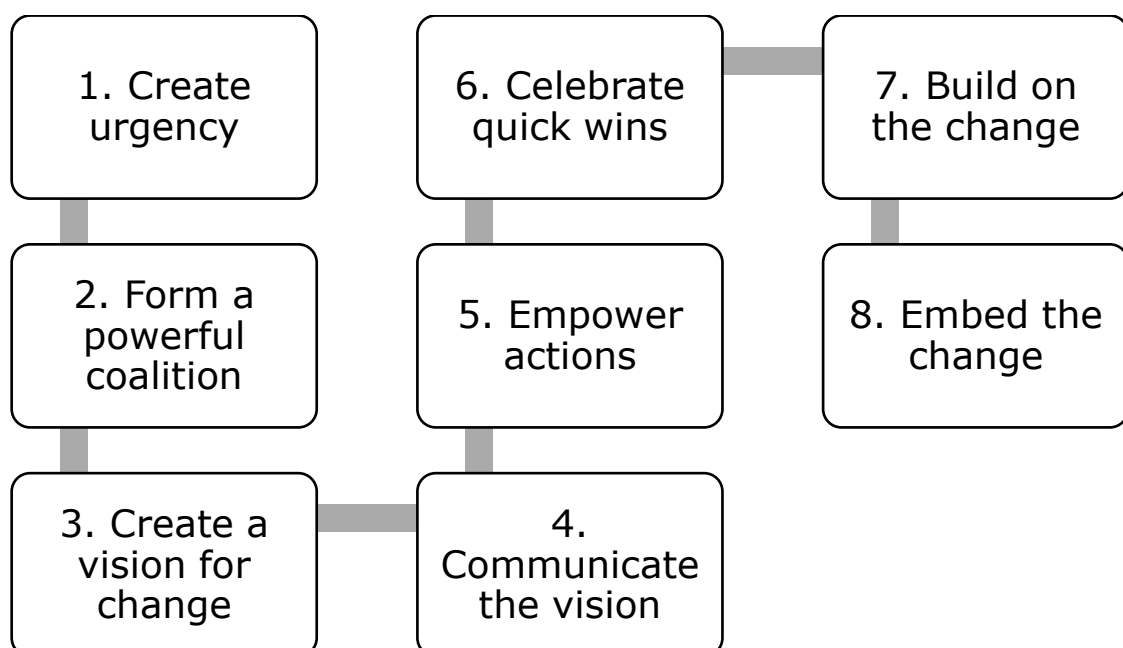 1. Create
urgency
2. Form a
powerful
coalition
3. Create a
vision for
change
4.
Communicate
the vision
5. Empower
actions
6. Celebrate
quick wins
7. Build on
the change
8. Embed the
change